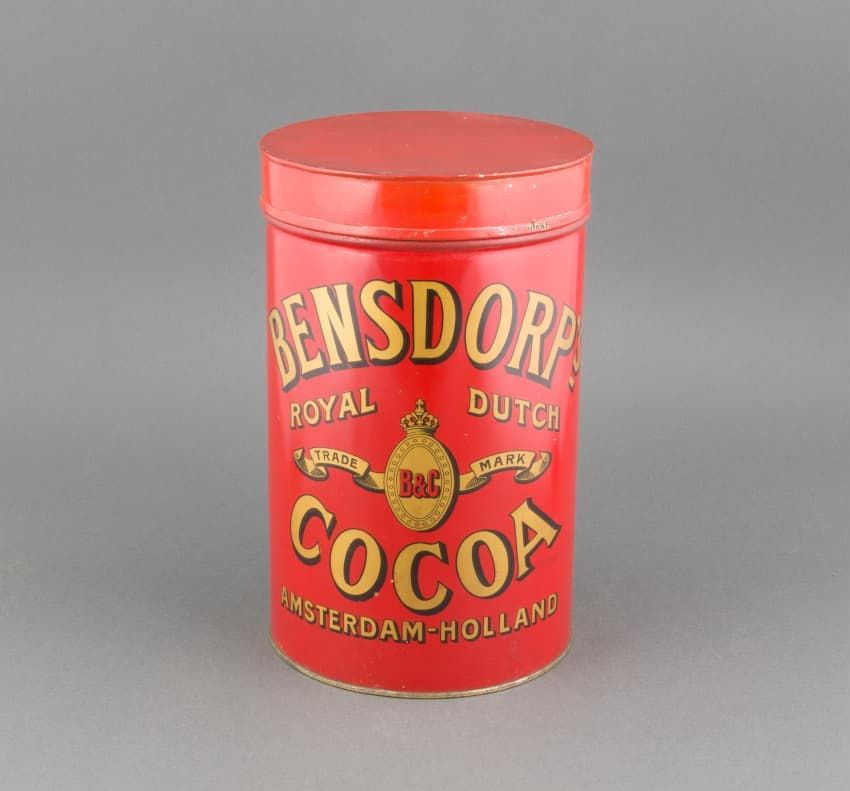 BENSDORP'S
ROYAL DUTCH
TRADE MARK
B&C
COCOA
AMSTERDAM-HOLLAND